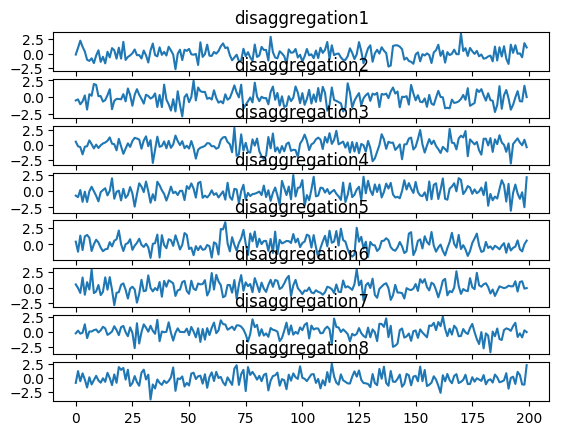 disaggregation1
2.5
0.0
−2.5
disaggregation2
2.5
0.0
−2.5
disaggregation3
2.5
0.0
−2.5
disaggregation4
2.5
0.0
−2.5
disaggregation5
2.5
0.0
disaggregation6
2.5
0.0
−2.5
disaggregation7
2.5
0.0
−2.5
disaggregation8
2.5
0.0
−2.5
0 25 50 75 100 125 150 175 200